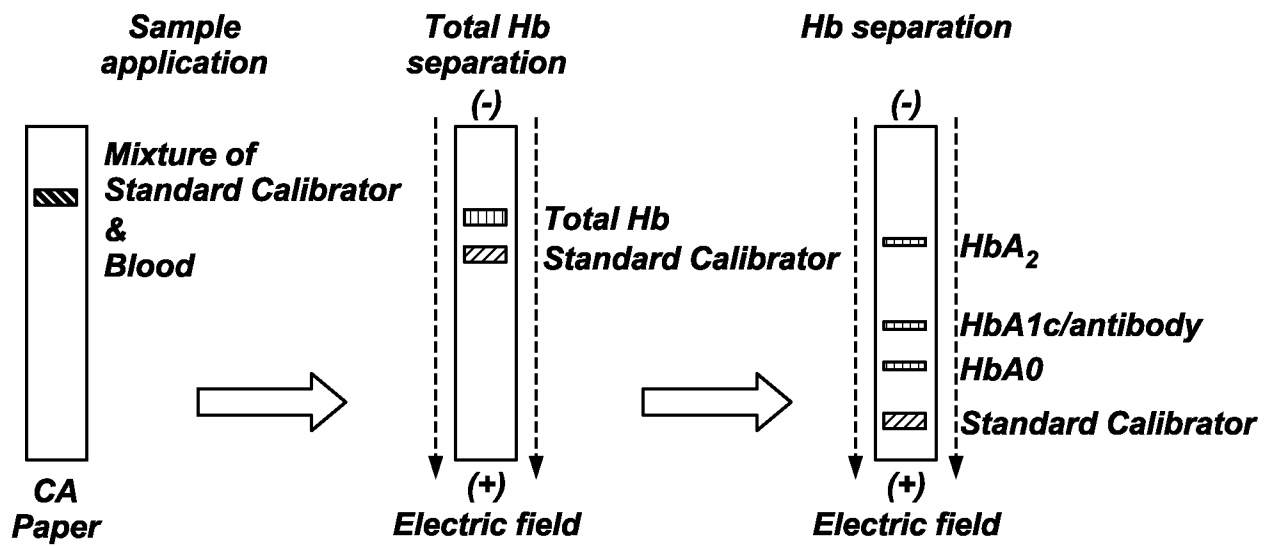 Sample
application
Total Hb
separation
Hb separation
(-)
(-)
Mixture of
Standard Calibrator
&
Blood
Total Hb
Standard Calibrator
HbA2
HbA1c/antibody
HbA0
Standard Calibrator
CA
Paper
(+)
Electric field
(+)
Electric field